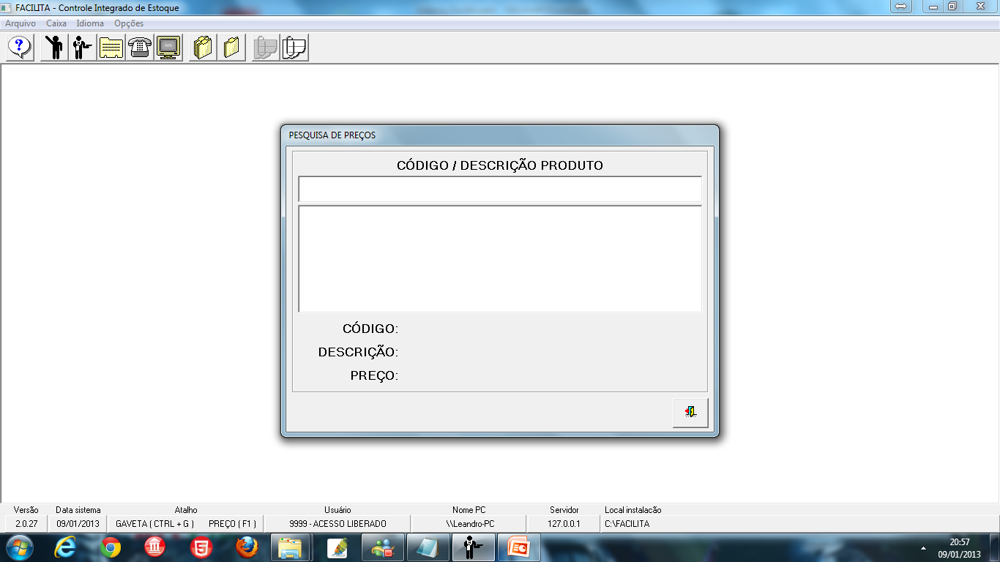 FACILITA - Controle Integrado de Estoque
Arquivo Caixa Idioma Opções
PESQUISA DE PREÇOS
CÓDIGO / DESCRIÇÃO PRODUTO
CÓDIGO:
DESCRIÇÃO:
PREÇO:
Versão Data sistema Atalho Usuário Nome PC Servidor Local instalacão
2.0.27 09/01/2013 GAVETA ( CTRL + G ) PREÇO ( F1 ) 9999 - ACESSO LIBERADO \\Leandro-PC 127.0.0.1 C:\FACILITA
20:57
09/01/2013